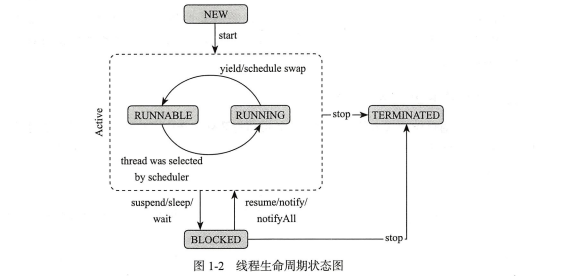 NEW
start
yield/schedule swap
Active
RUNNABLE
RUNNING
stop
TERMINATED
thread was selected
by scheduler
suspend/sleep/
wait
resume/notify/
notifyAll
BLOCKED
stop
图 1-2 线程生命周期状态图